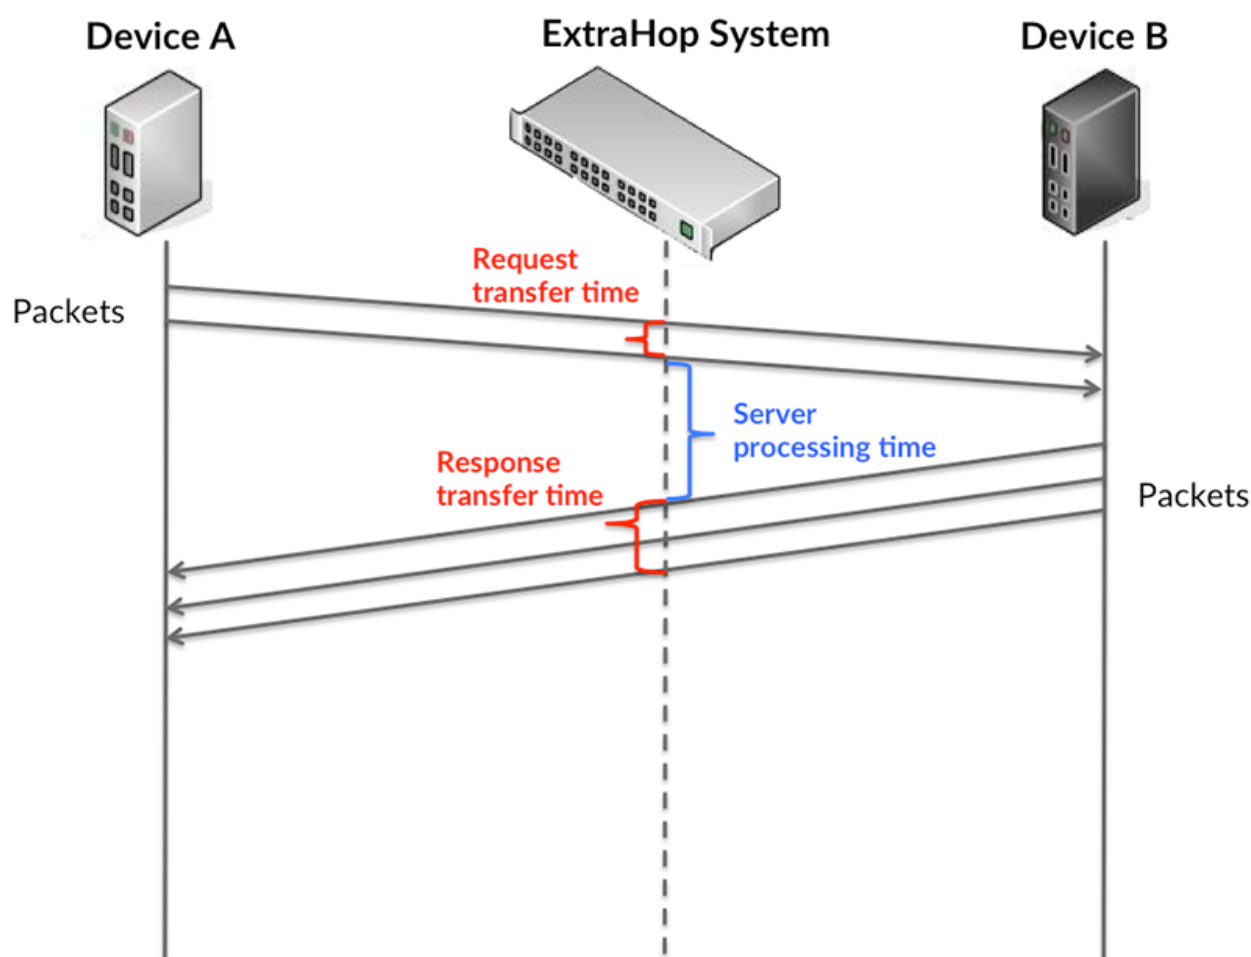 Device A
ExtraHop System
Device B
Request
transfer time
Packets
Server
processing time
Response
transfer time
Packets